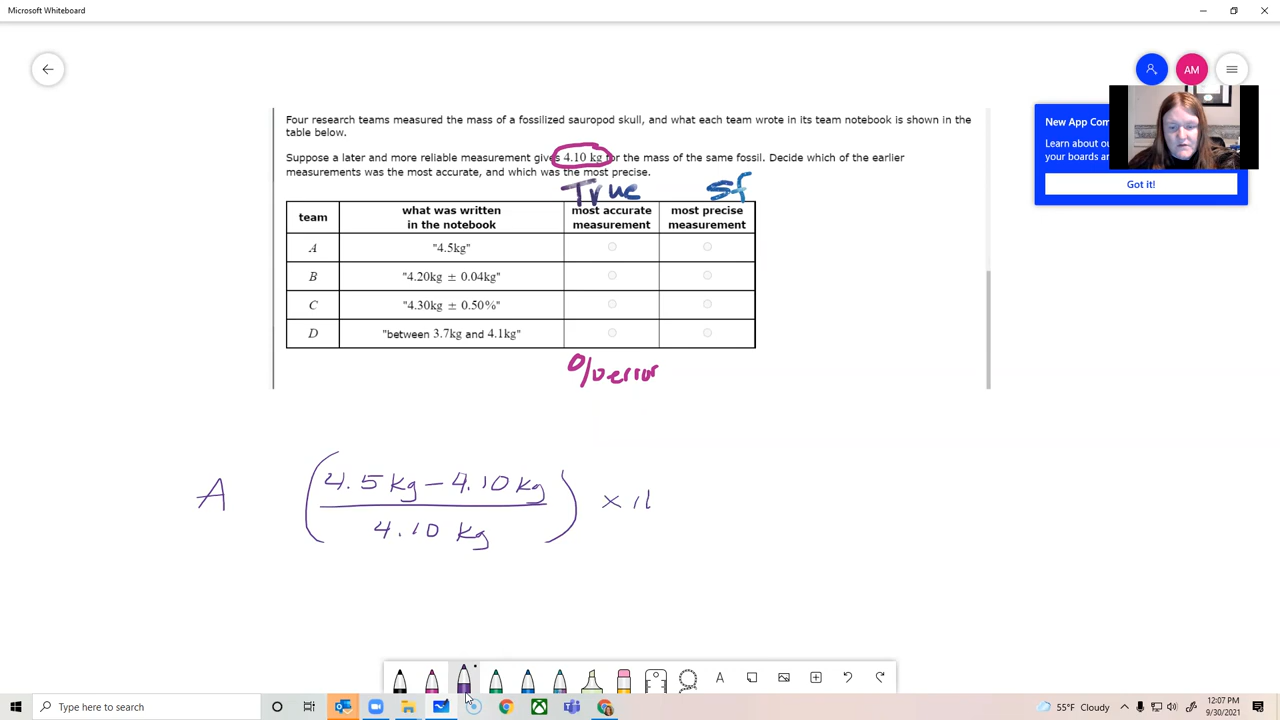 Microsoft Whiteboard
AM
New App Com
Learn about ou
your boards an
Got it!
Four research teams measured the mass of a fossilized sauropod skull, and what each team wrote in its team notebook is shown in the
table below.
Suppose a later and more reliable measurement gives 4.10 kg for the mass of the same fossil. Decide which of the earlier
measurements was the most accurate, and which was the most precise.
True sf
team what was written in the notebook most accurate measurement most precise measurement
A "4.5kg"
B "4.20kg ± 0.04kg"
C "4.30kg ± 0.50%"
D "between 3.7kg and 4.1kg"
% error
A (4.5 kg - 4.10 kg / 4.10 kg) x 1
Type here to search
55°F Cloudy
12:07 PM
9/30/2021